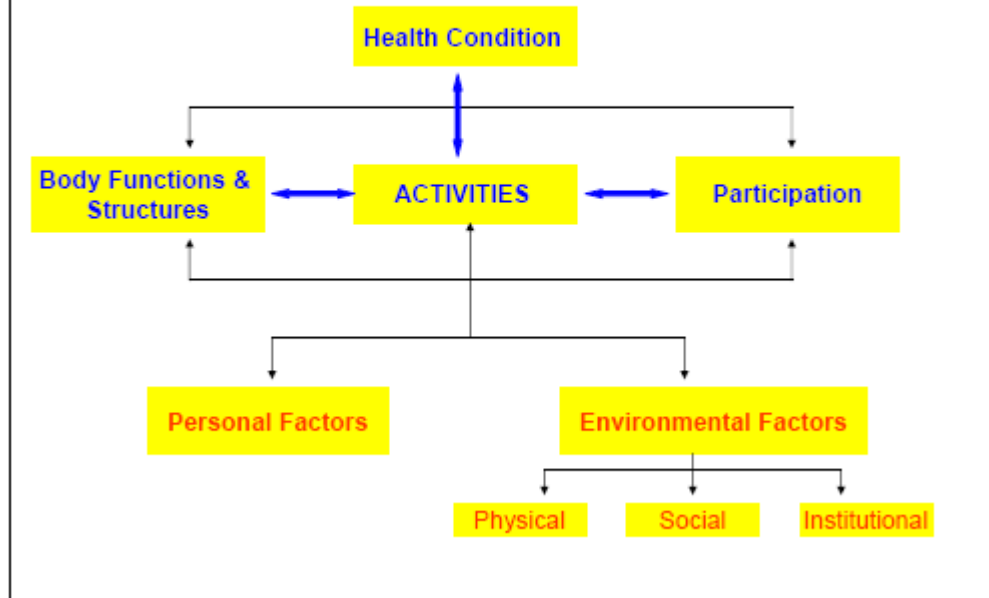 Health Condition
Body Functions &
Structures
ACTIVITIES
Participation
Personal Factors
Environmental Factors
Physical
Social
Institutional